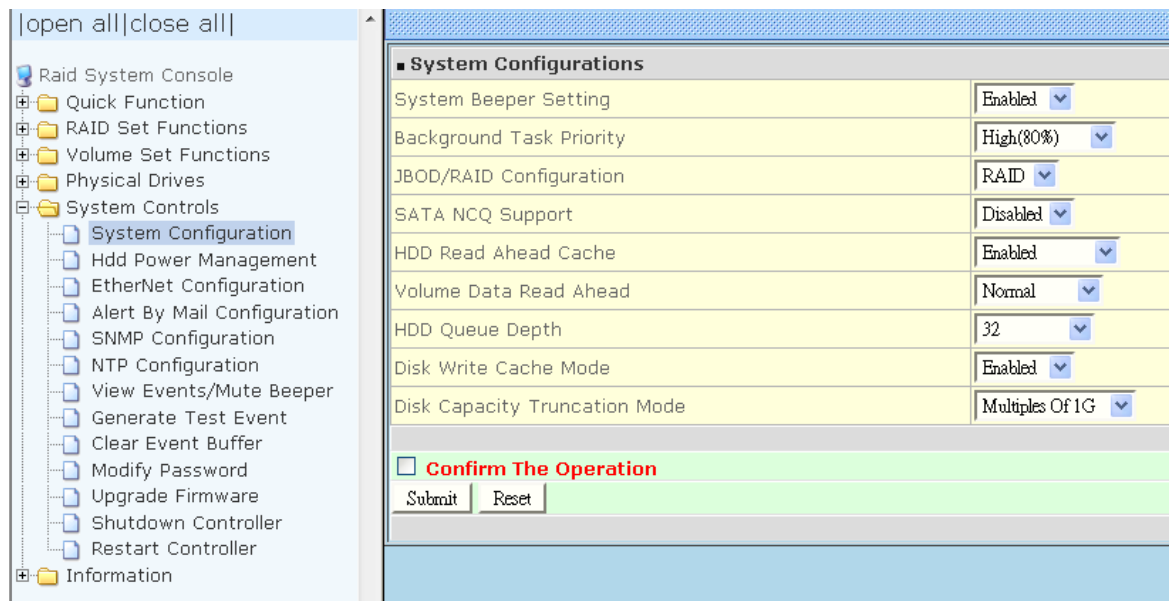 |open all|close all|
Raid System Console
Quick Function
RAID Set Functions
Volume Set Functions
Physical Drives
System Controls
System Configuration
Hdd Power Management
EtherNet Configuration
Alert By Mail Configuration
SNMP Configuration
NTP Configuration
View Events/Mute Beeper
Generate Test Event
Clear Event Buffer
Modify Password
Upgrade Firmware
Shutdown Controller
Restart Controller
Information
System Configurations
System Beeper Setting Enabled
Background Task Priority High(80%)
JBOD/RAID Configuration RAID
SATA NCQ Support Disabled
HDD Read Ahead Cache Enabled
Volume Data Read Ahead Normal
HDD Queue Depth 32
Disk Write Cache Mode Enabled
Disk Capacity Truncation Mode Multiples Of 1G
Confirm The Operation
Submit Reset